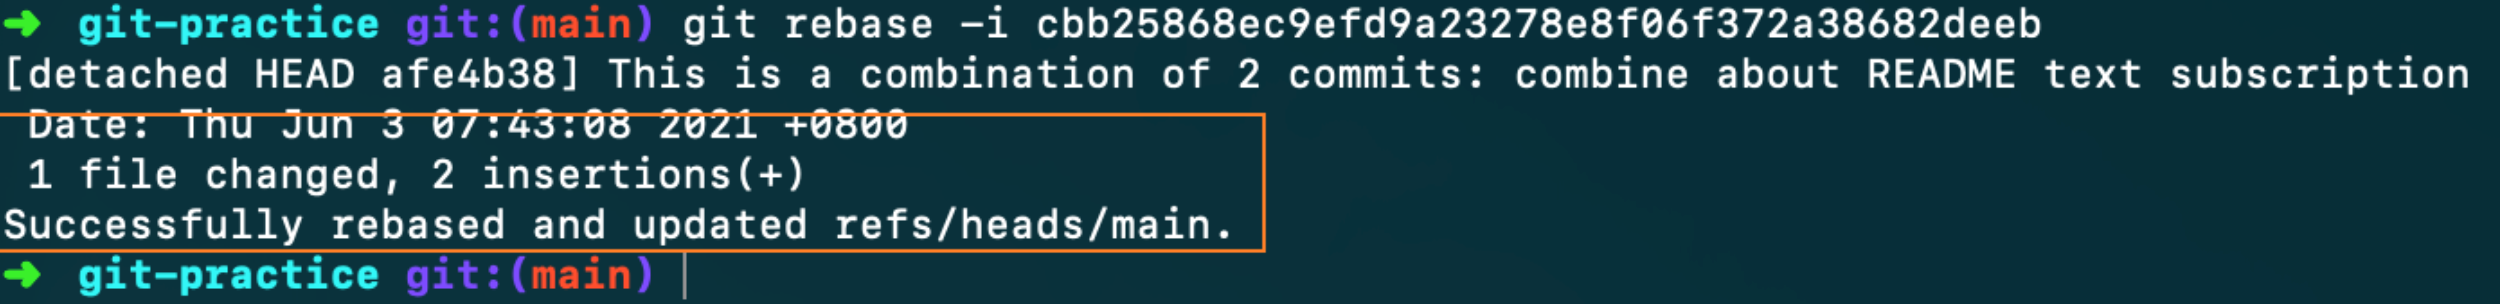 ➜ git-practice git:(main) git rebase -i cbb25868ec9efd9a23278e8f06f372a38682deeb
[detached HEAD afe4b38] This is a combination of 2 commits: combine about README text subscription
Date: Thu Jun 3 07:43:08 2021 +0800
1 file changed, 2 insertions(+)
Successfully rebased and updated refs/heads/main.
➜ git-practice git:(main)